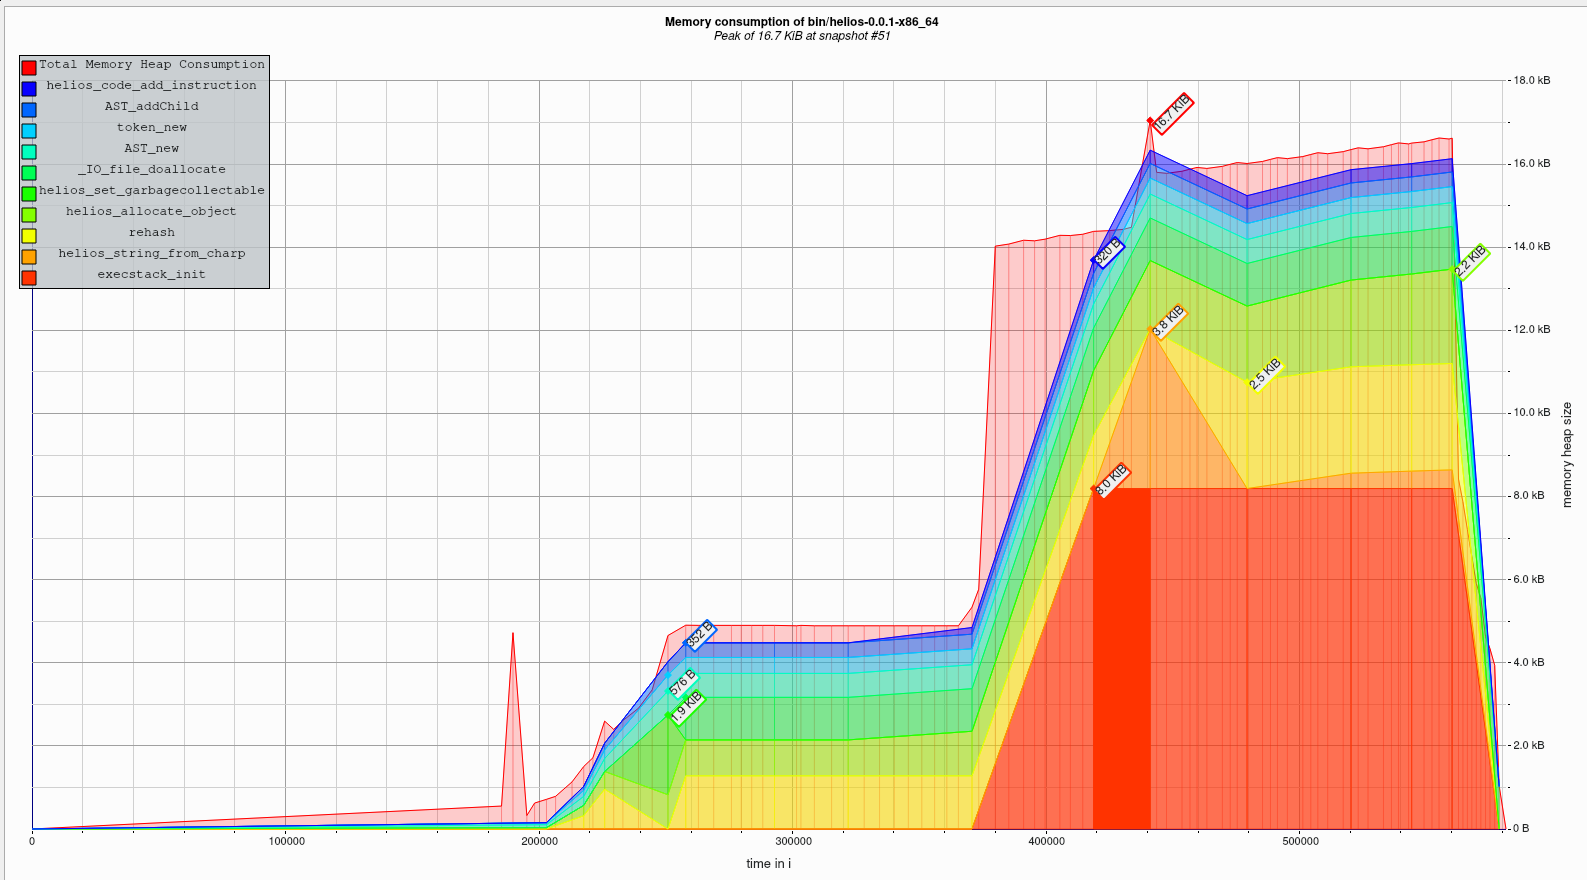 Memory consumption of bin/helios-0.0.1-x86_64
Peak of 16.7 KiB at snapshot #51
Total Memory Heap Consumption
helios_code_add_instruction
AST_addChild
token_new
AST_new
_IO_file_doallocate
helios_set_garbagecollectable
helios_allocate_object
rehash
helios_string_from_charp
execstack_init
18.0 kB
16.7 KiB
16.0 kB
320 B
14.0 kB
2.2 KiB
3.8 KiB
12.0 kB
2.5 KiB
10.0 kB
memory heap size
8.0 KiB
8.0 kB
6.0 kB
352 B
4.0 kB
576 B
1.9 KiB
2.0 kB
0 B
0
100000
200000
300000
400000
500000
time in i